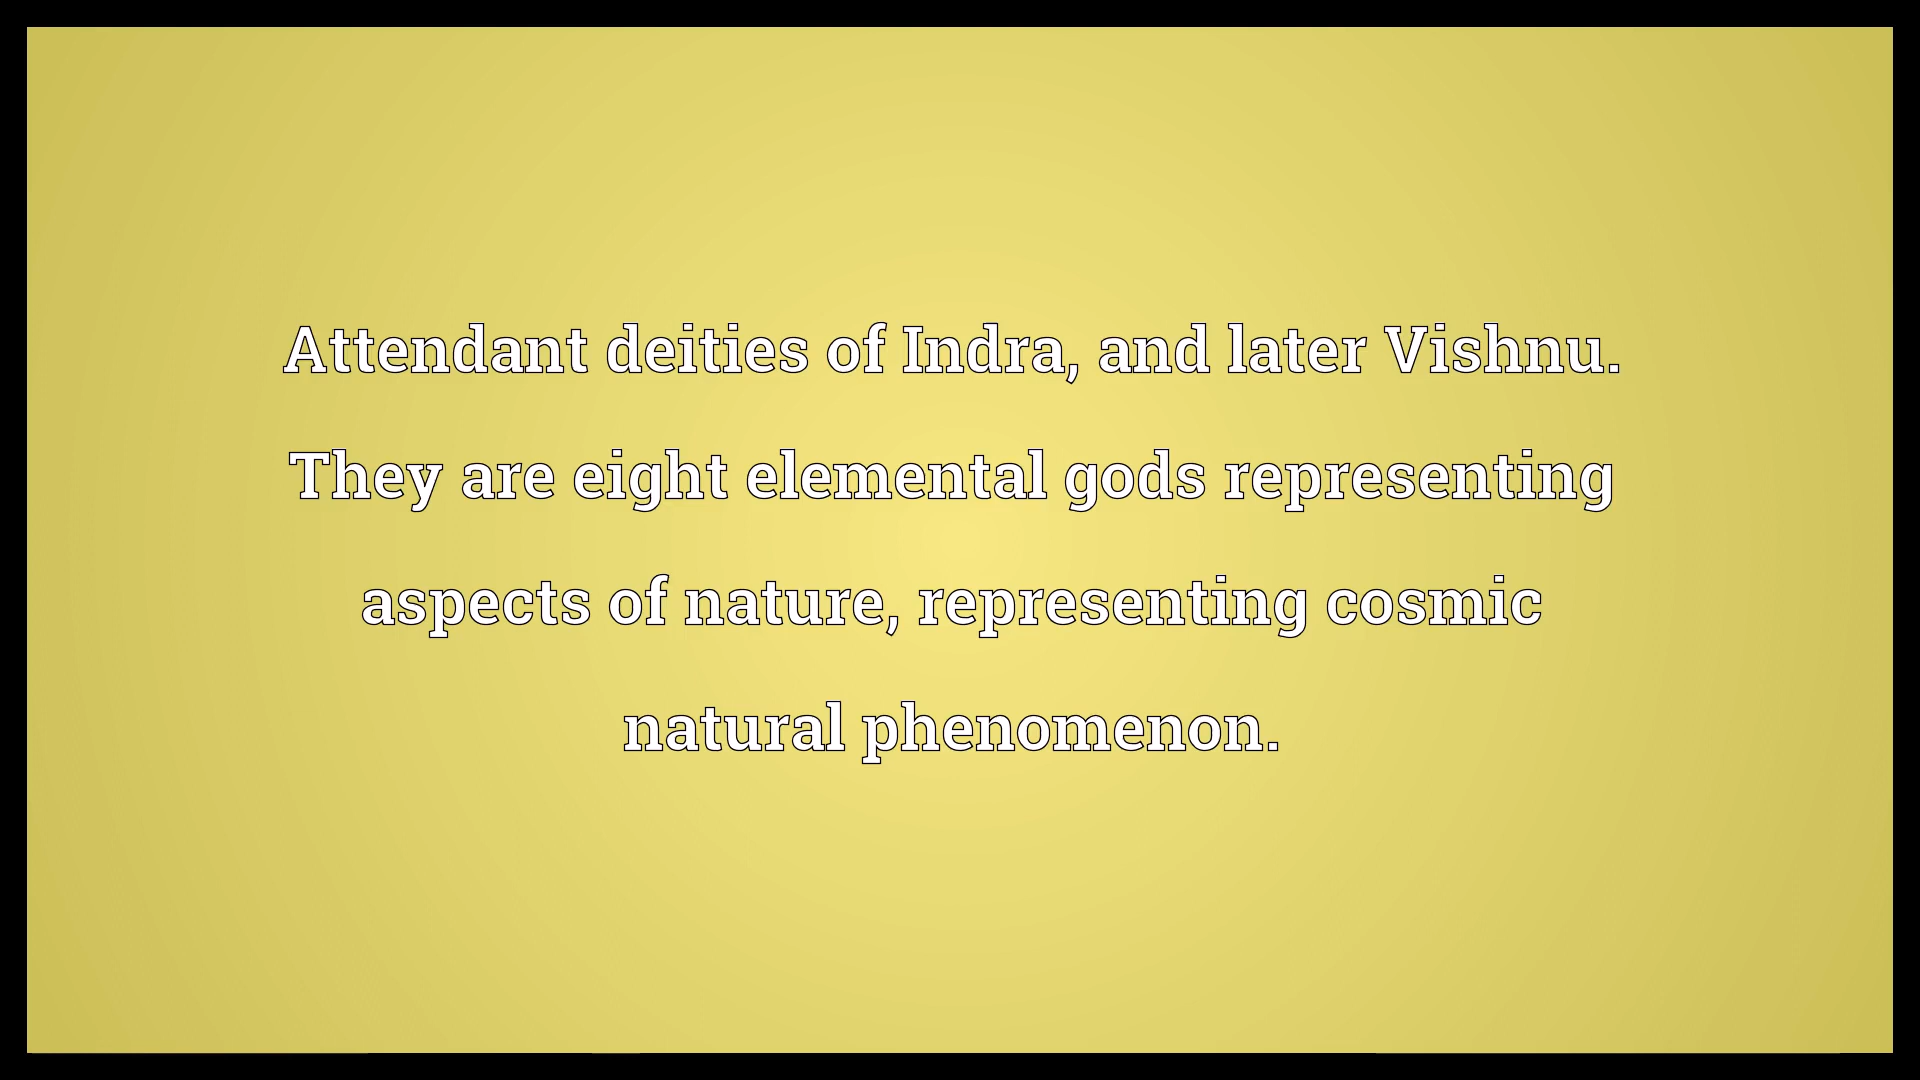 Attendant deities of Indra, and later Vishnu.
They are eight elemental gods representing
aspects of nature, representing cosmic
natural phenomenon.